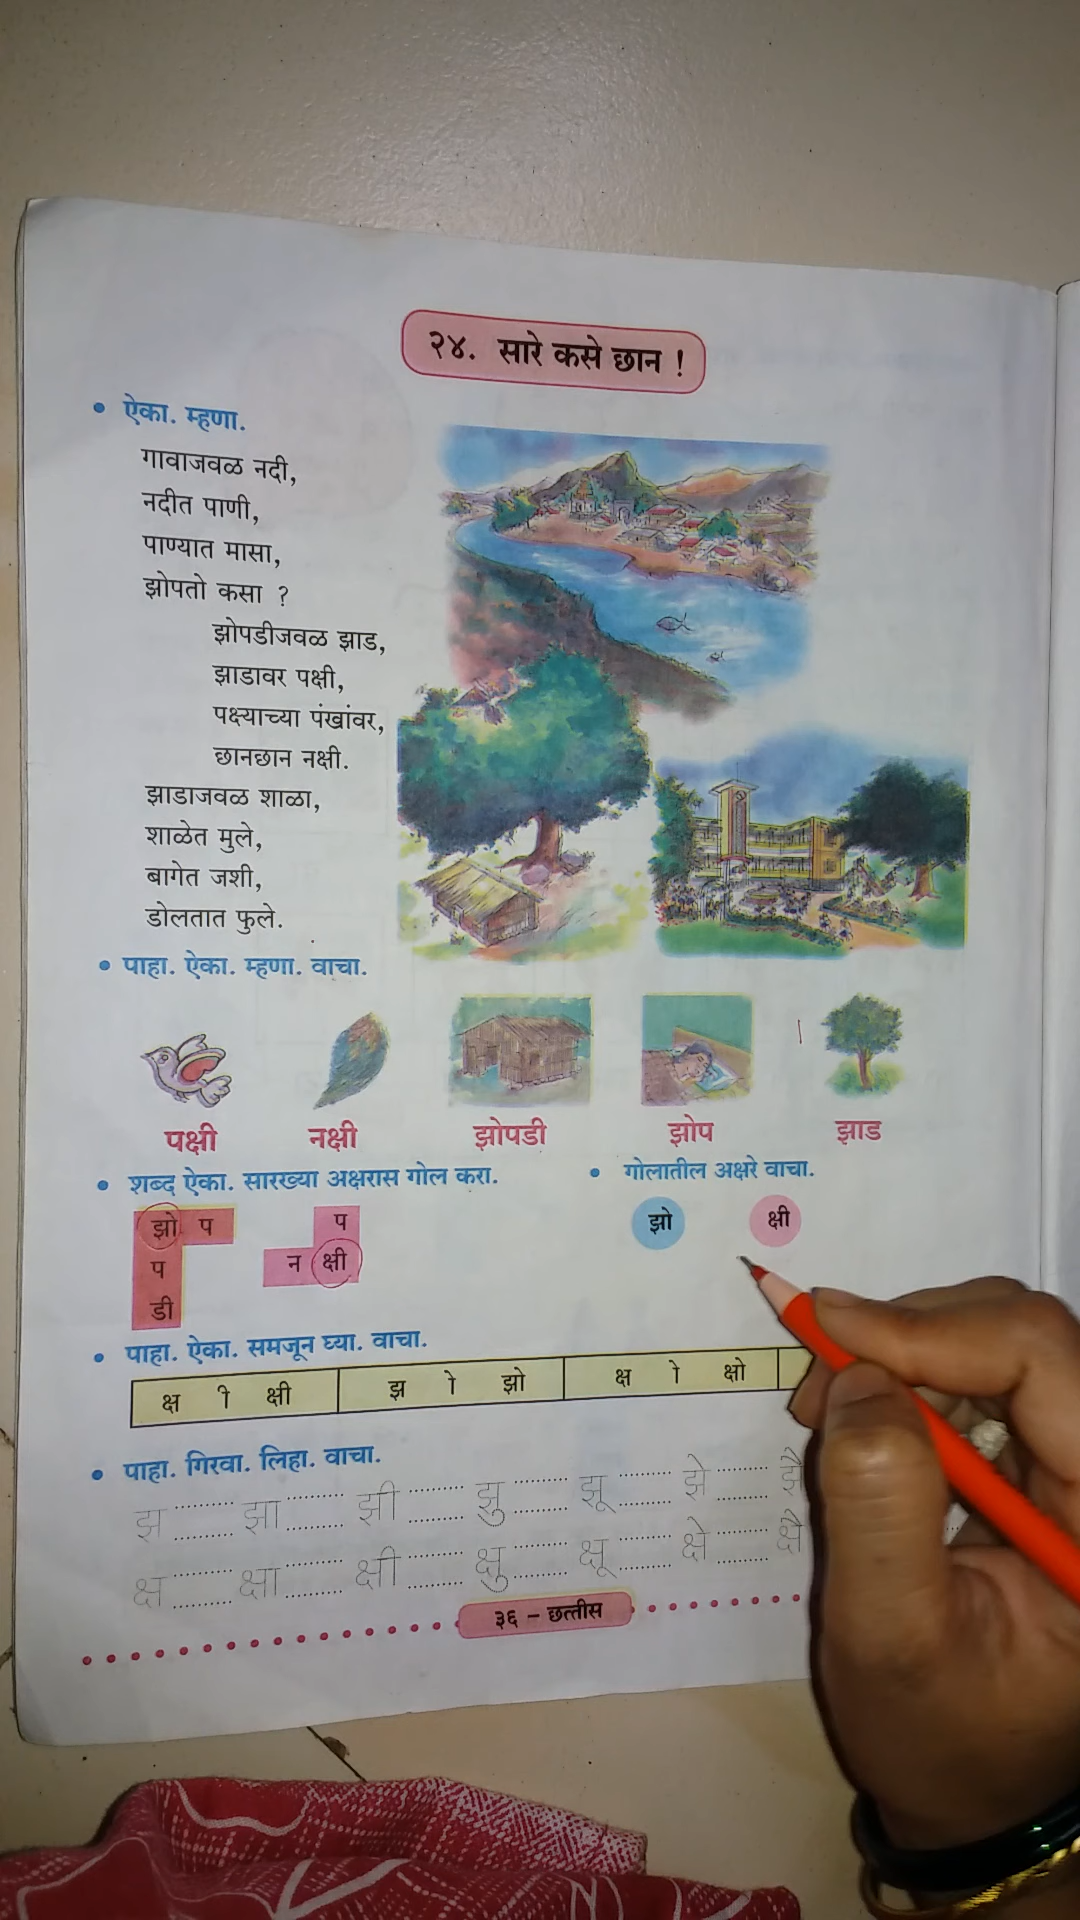 २४. सारे कसे छान !
• ऐका. म्हणा.
गावाजवळ नदी,
नदीत पाणी,
पाण्यात मासा,
झोपतो कसा ?
झोपडीजवळ झाड,
झाडावर पक्षी,
पक्ष्याच्या पंखांवर,
छानछान नक्षी.
झाडाजवळ शाळा,
शाळेत मुले,
बागेत जशी,
डोलतात फुले.
• पाहा. ऐका. म्हणा. वाचा.
पक्षी नक्षी झोपडी झोप झाड
• शब्द ऐका. सारख्या अक्षरास गोल करा.
झो प
प
डी
प
न क्षी
• गोलातील अक्षरे वाचा.
झो क्षी
• पाहा. ऐका. समजून घ्या. वाचा.
क्ष ी क्षी झ ो झो क्ष ो क्षो
• पाहा. गिरवा. लिहा. वाचा.
झ झा झी झु झू झे झै
क्ष क्षा क्षी क्षु क्षू क्षे क्षै
३६ – छत्तीस